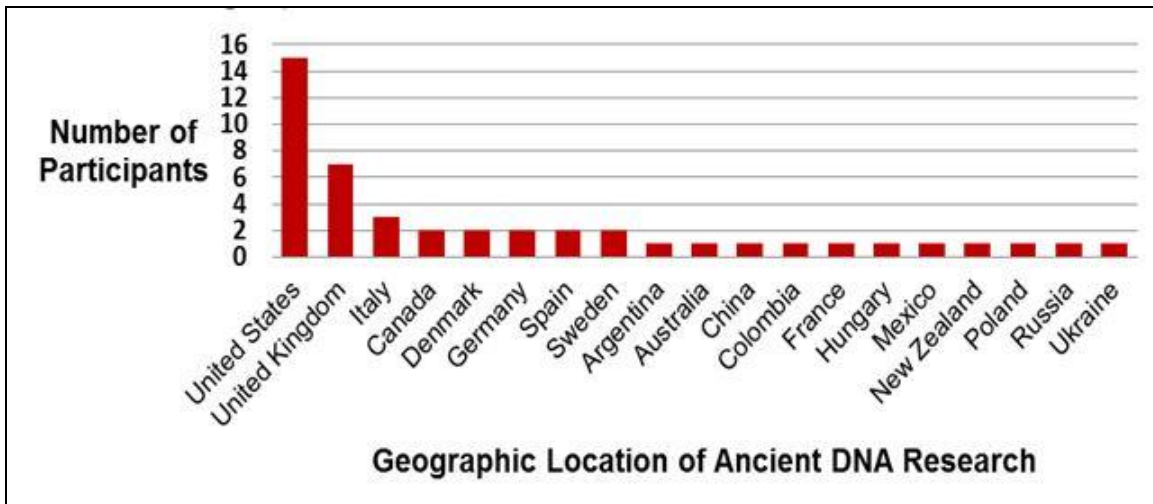 16
14
12
10
8
6
4
2
0
Number of
Participants
United States
United Kingdom
Italy
Canada
Denmark
Germany
Spain
Sweden
Argentina
Australia
China
Colombia
France
Hungary
Mexico
New Zealand
Poland
Russia
Ukraine
Geographic Location of Ancient DNA Research